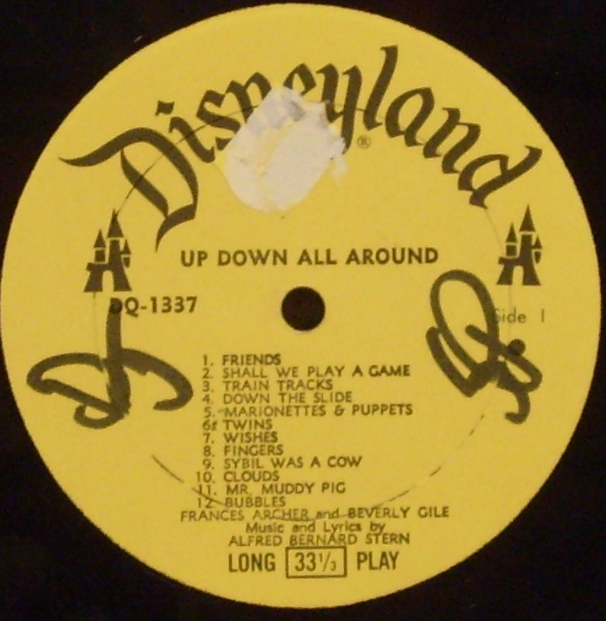 Disneyland
®
UP DOWN ALL AROUND
DQ-1337
Side 1
1. FRIENDS
2. SHALL WE PLAY A GAME
3. TRAIN TRACKS
4. DOWN THE SLIDE
5. MARIONETTES & PUPPETS
6. TWINS
7. WISHES
8. FINGERS
9. SYBIL WAS A COW
10. CLOUDS
11. MR. MUDDY PIG
12. BUBBLES
FRANCES ARCHER and BEVERLY GILE
Music and Lyrics by
ALFRED BERNARD STERN
LONG 33 1/3 PLAY